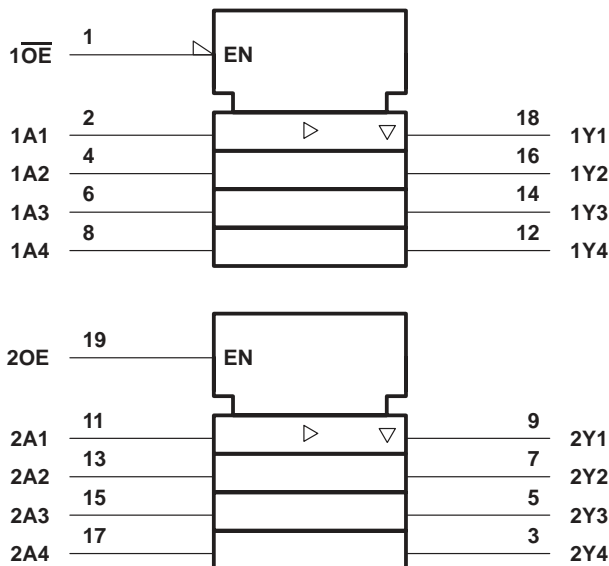 1
1O̅E̅ EN
1A1 2 18 1Y1
1A2 4 16 1Y2
1A3 6 14 1Y3
1A4 8 12 1Y4
19
2OE EN
2A1 11 9 2Y1
2A2 13 7 2Y2
2A3 15 5 2Y3
2A4 17 3 2Y4